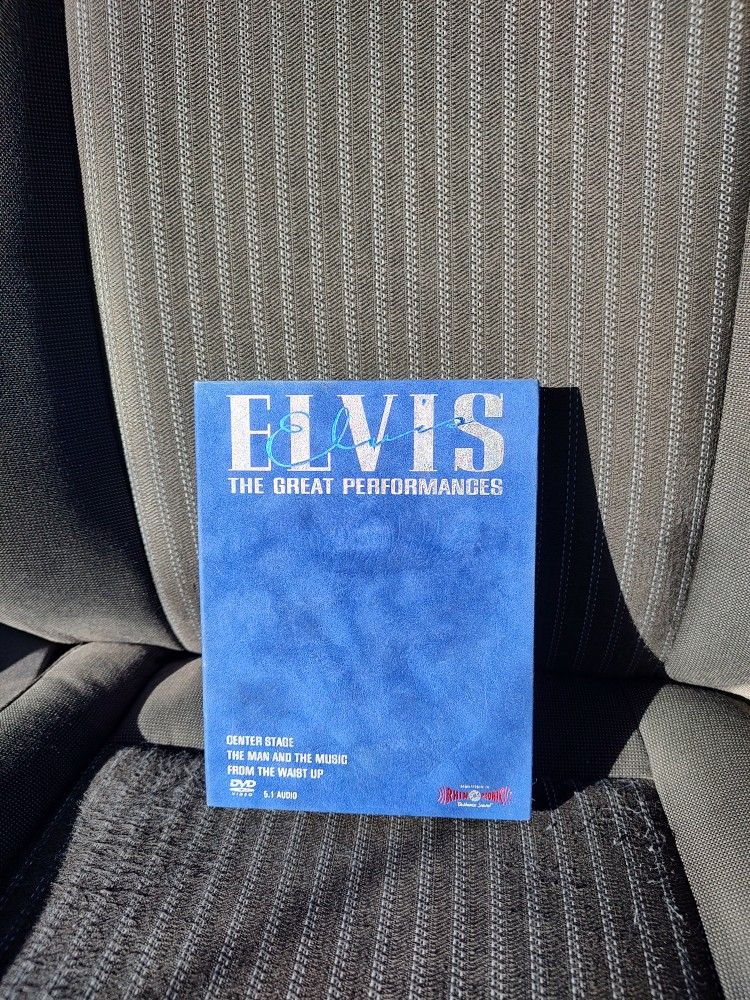 ELVIS
Elvis
THE GREAT PERFORMANCES
CENTER STAGE
THE MAN AND THE MUSIC
FROM THE WAIST UP
DVD
VIDEO
5.1 AUDIO